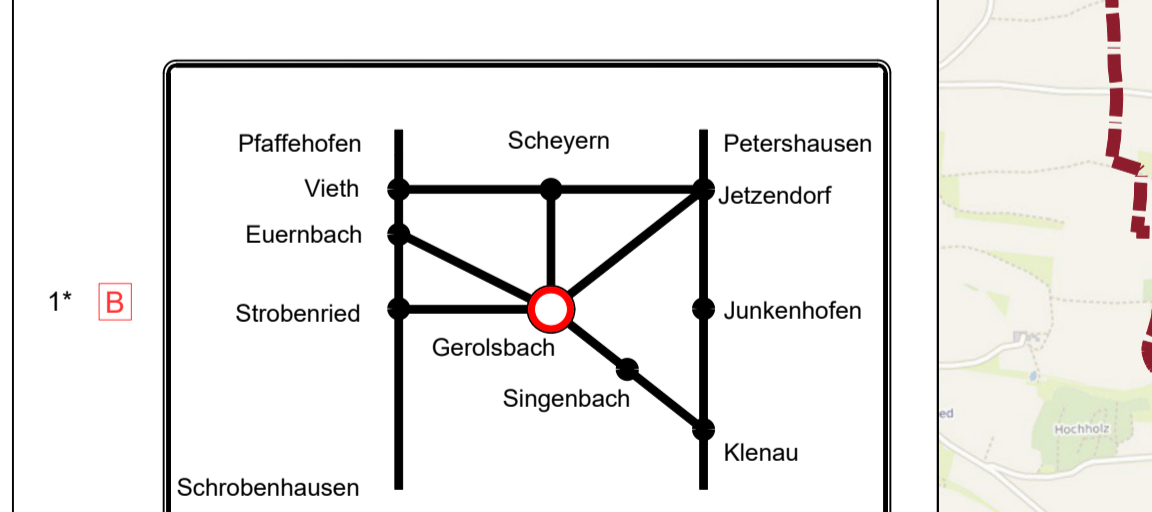 Pfaffehofen
Scheyern
Petershausen
Vieth
Jetzendorf
Euernbach
1*
B
Strobenried
Junkenhofen
Gerolsbach
Singenbach
Hochholz
Klenau
Schrobenhausen